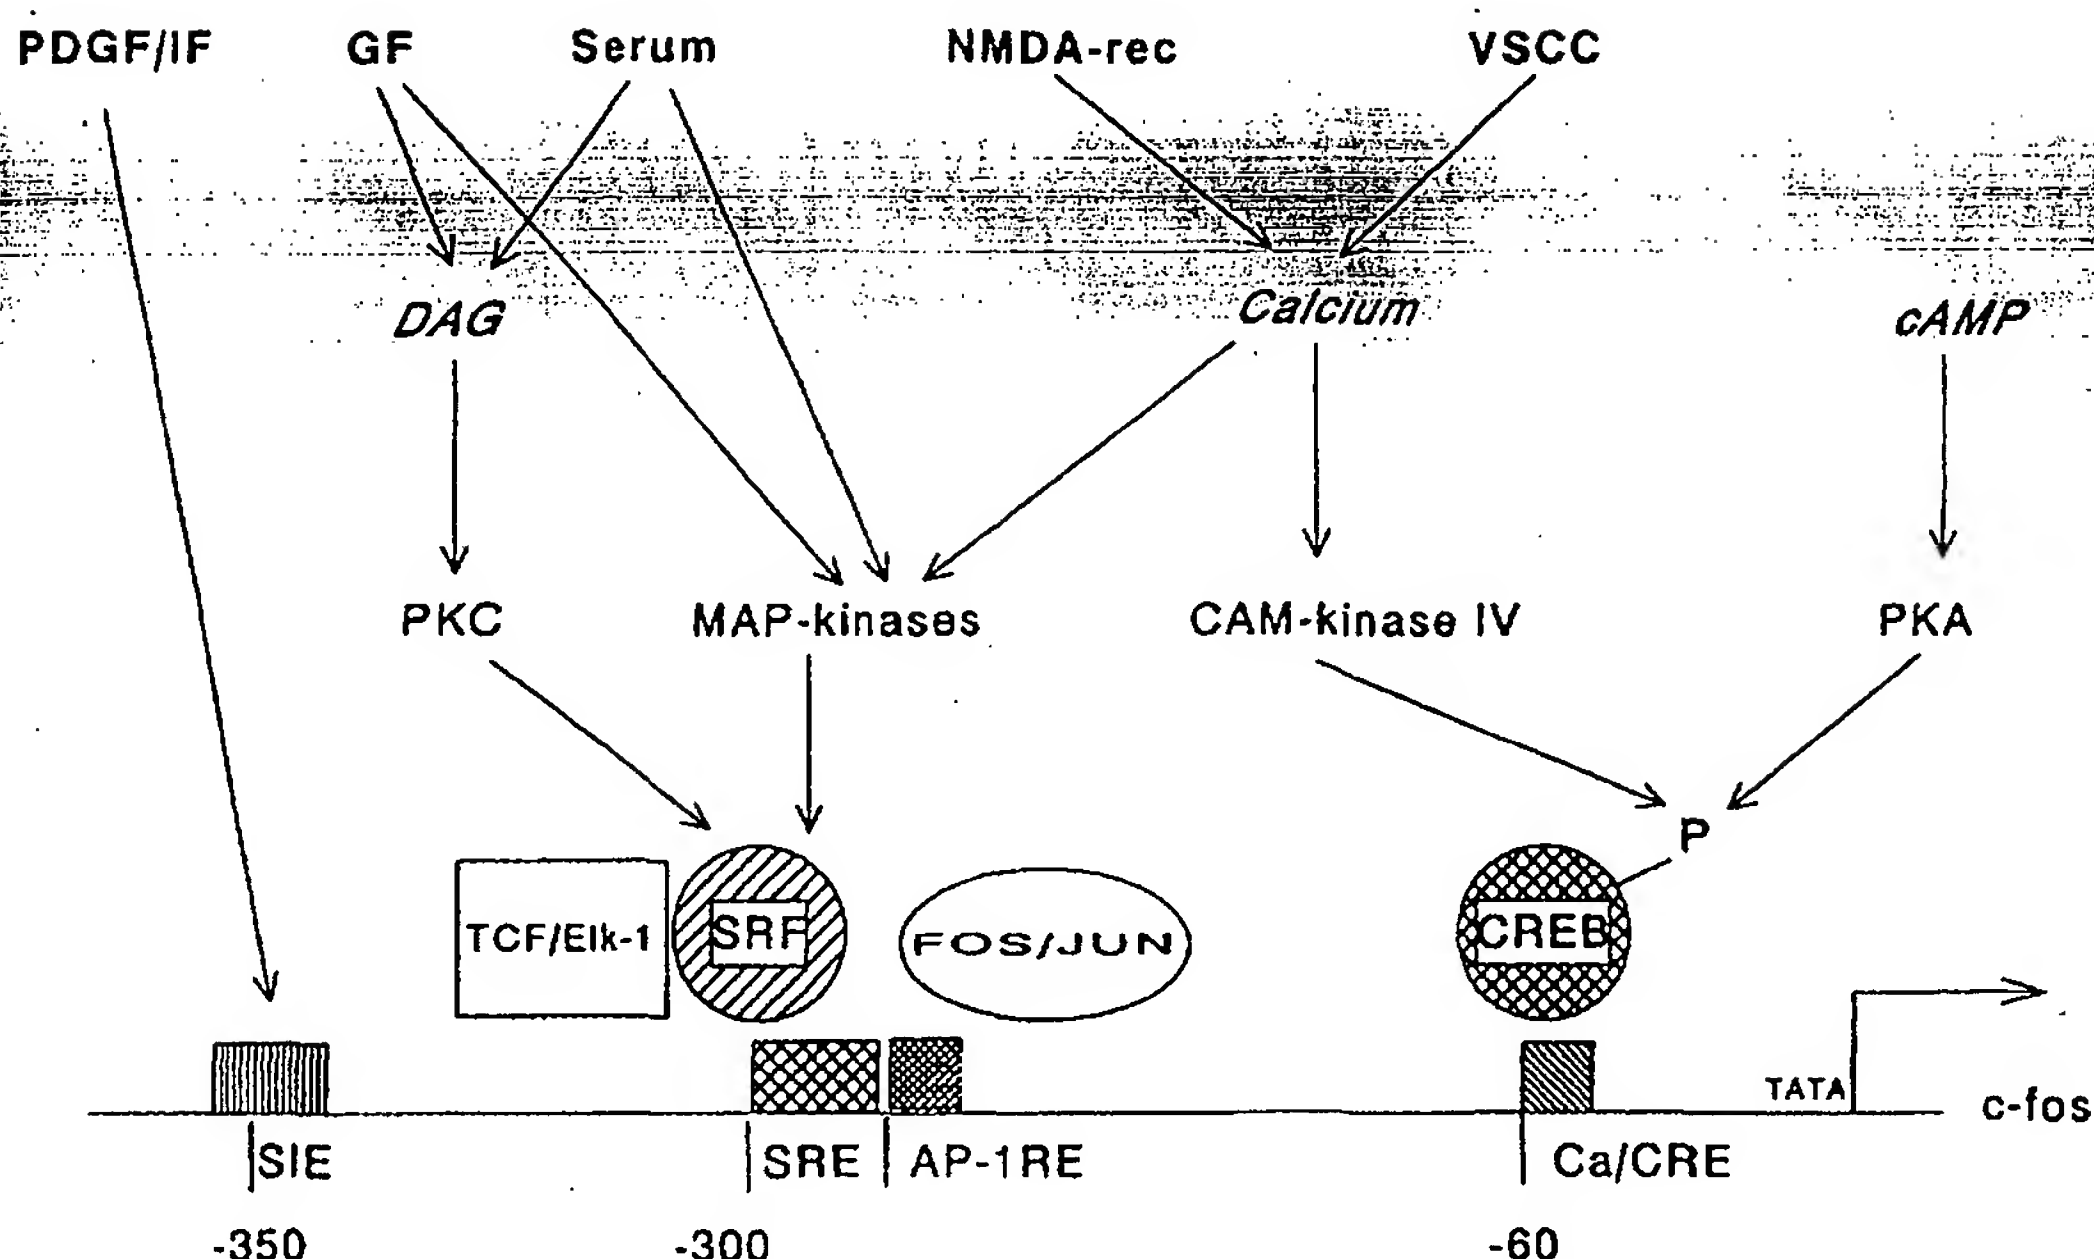 PDGF/IF GF Serum NMDA-rec VSCC
DAG Calcium cAMP
PKC MAP-kinases CAM-kinase IV PKA
P
TCF/Elk-1 SRF FOS/JUN CREB
TATA
c-fos
SIE SRE AP-1RE Ca/CRE
-350 -300 -60